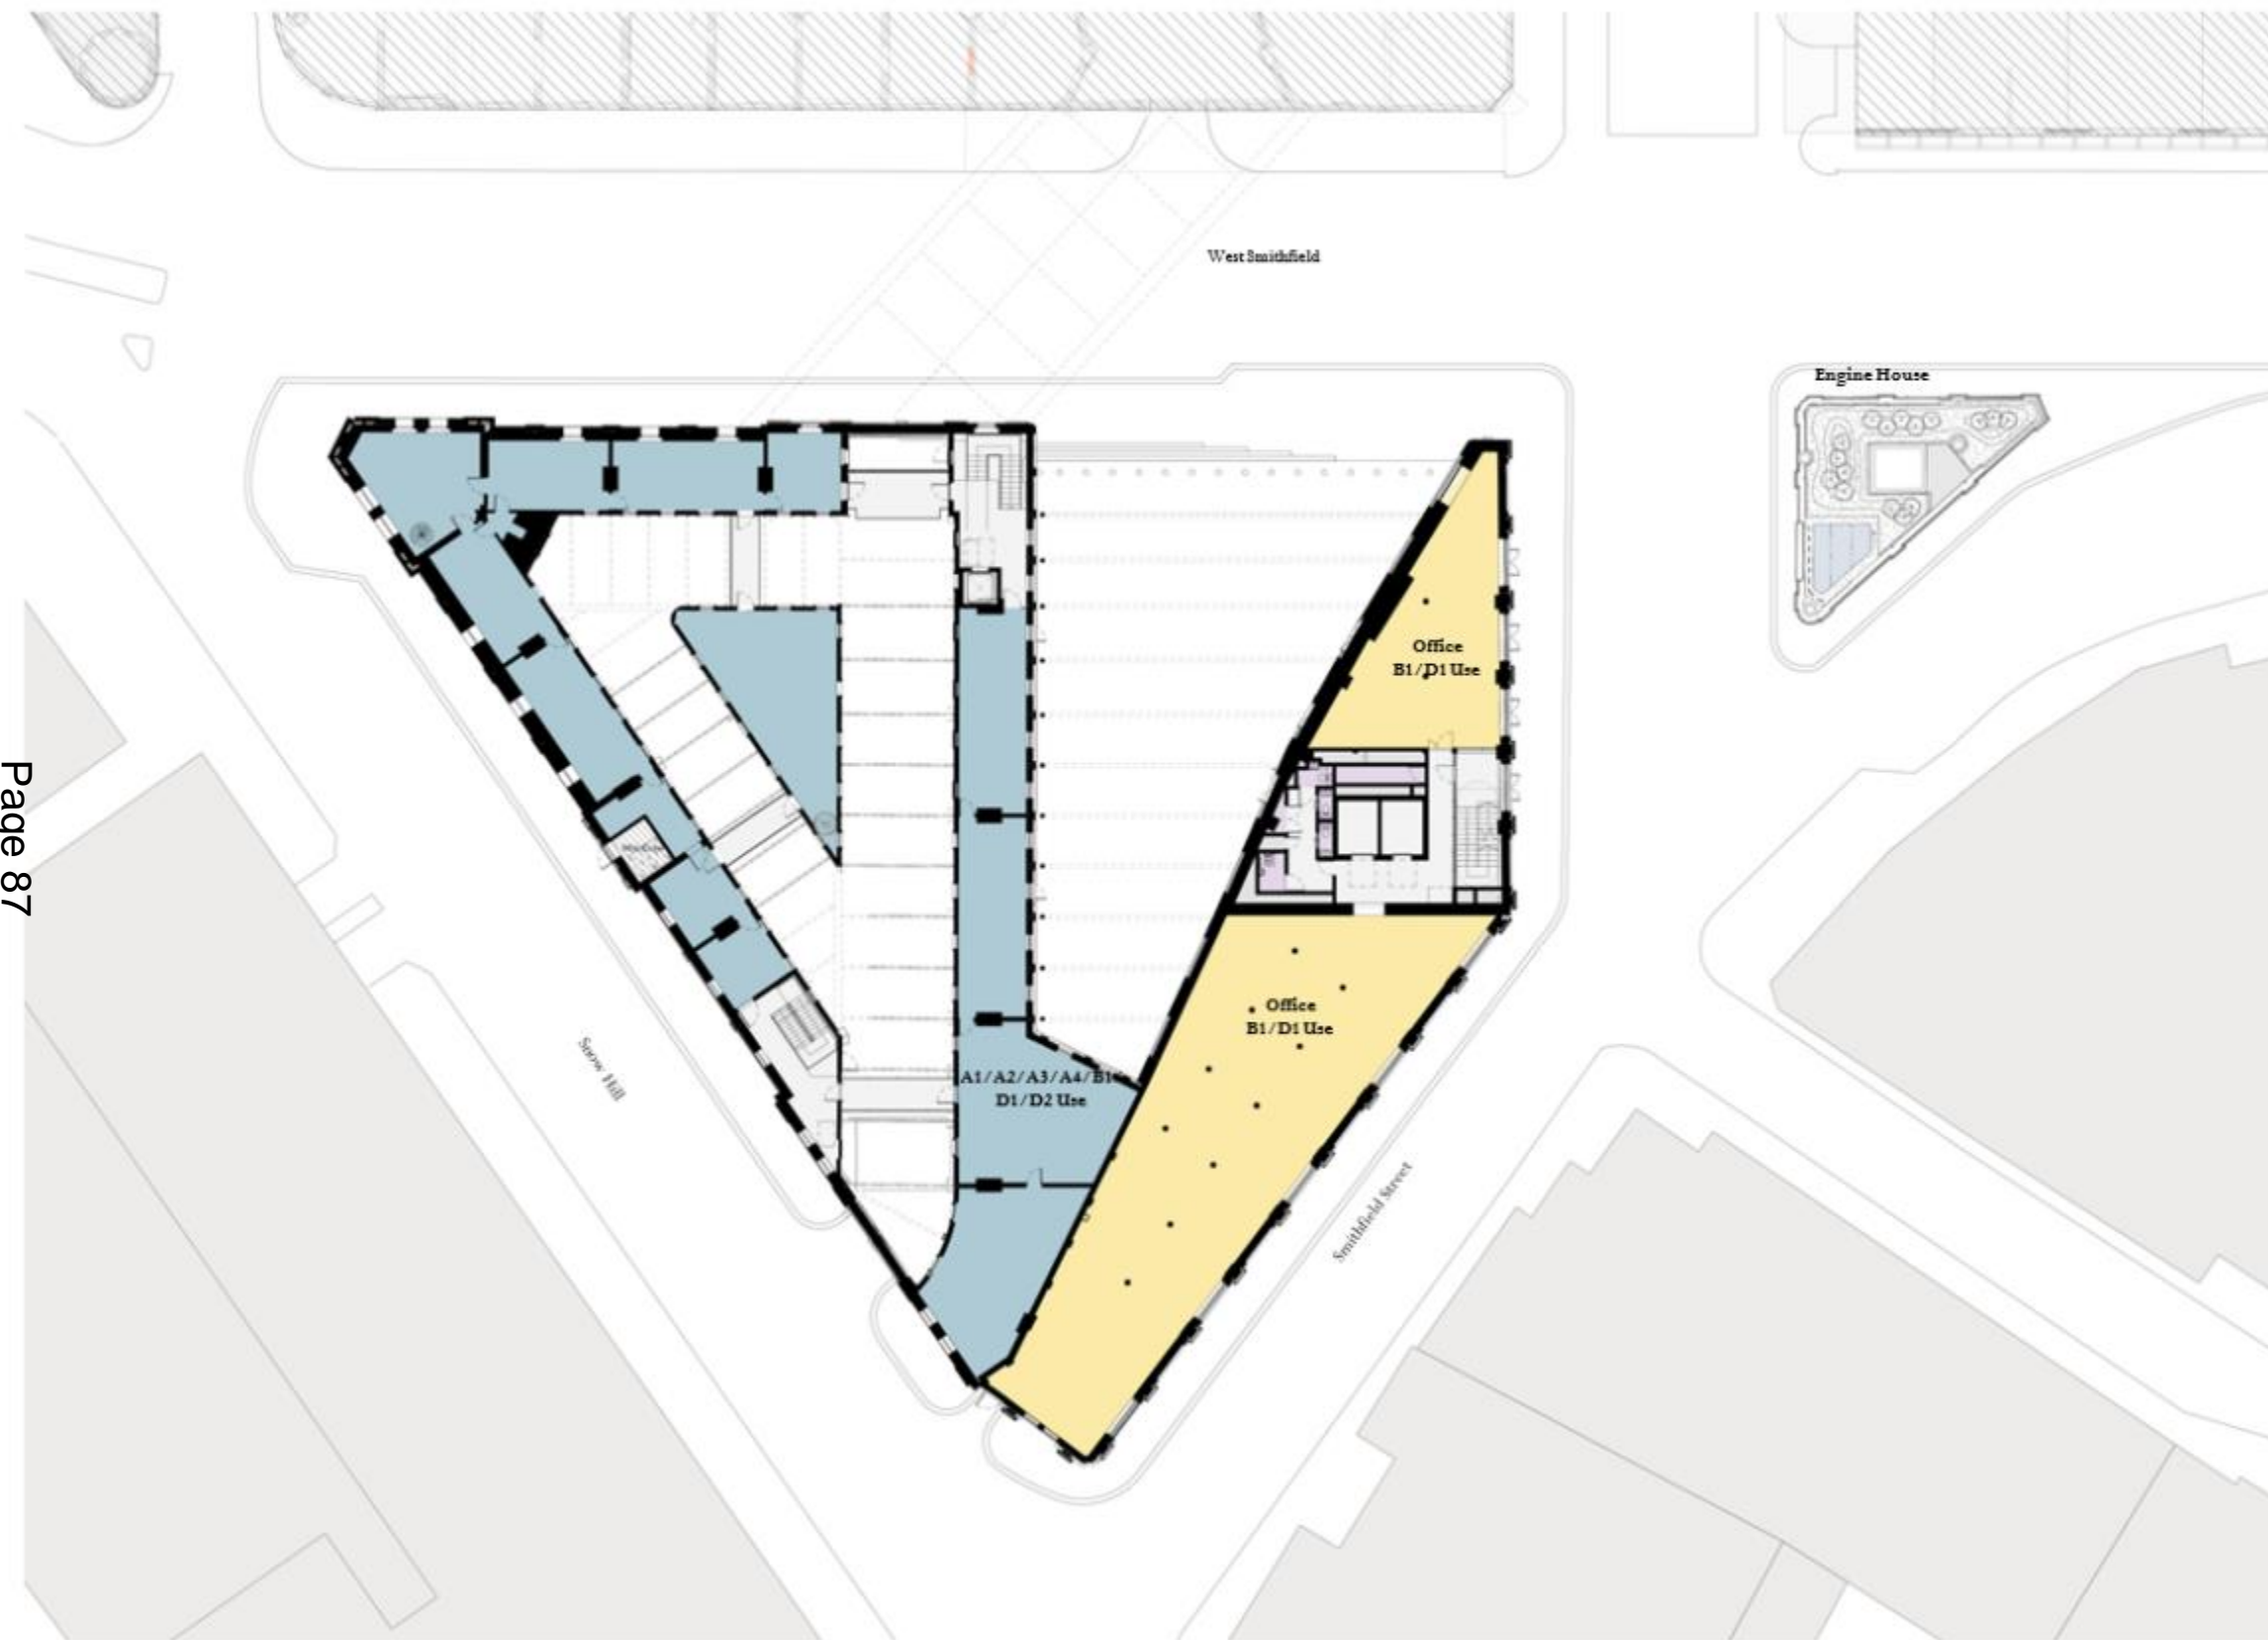 West Smithfield
Engine House
Office
B1/D1 Use
Page 87
Office
B1/D1 Use
Snow Hill
A1/A2/A3/A4/B1
D1/D2 Use
Smithfield Street